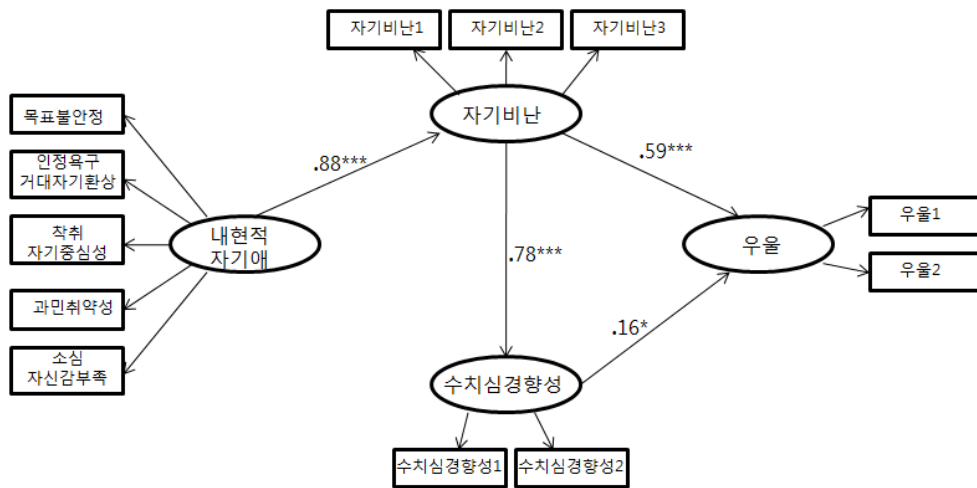 자기비난1
자기비난2
자기비난3
자기비난
목표불안정
인정욕구
거대자기환상
착취
자기중심성
과민취약성
소심
자신감부족
내현적
자기애
.88***
.59***
.78***
.16*
우울
우울1
우울2
수치심경향성
수치심경향성1
수치심경향성2